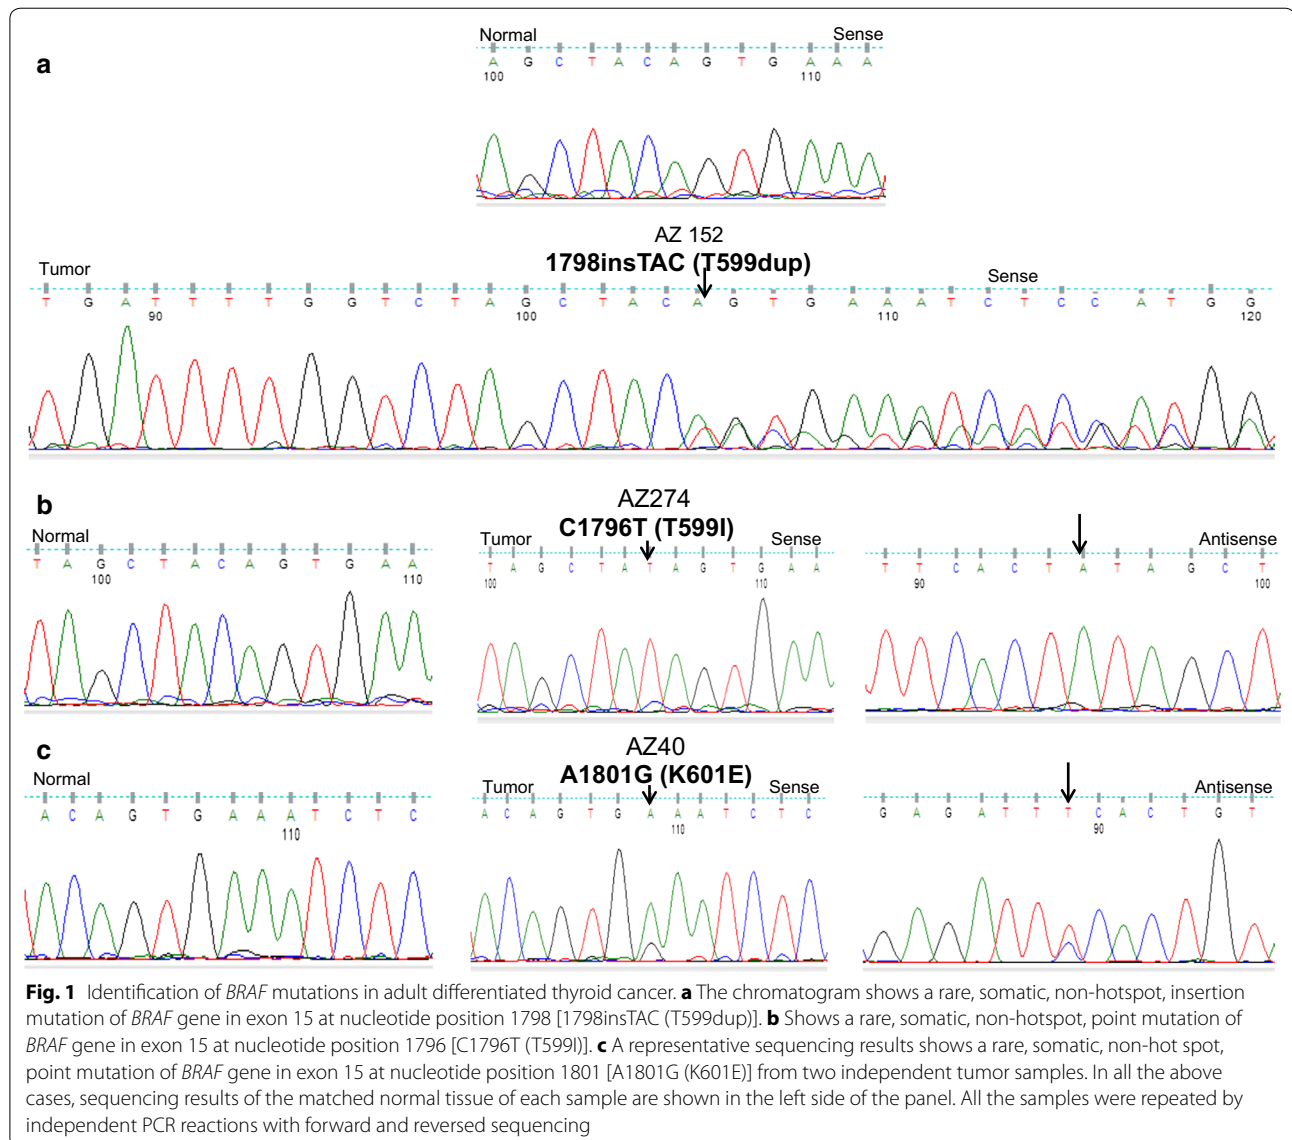 a
Normal Sense
A G C T A C A G T G A A A
100 110
AZ 152
1798insTAC (T599dup)
Tumor Sense
T G A T T T T G G T C T A G C T A C A G T G A A A T C T C C A T G G
90 100 110 120
b
AZ274
C1796T (T599I)
Normal
T A G C T A C A G T G A A
100 110
Tumor Sense
T A G C T A T A G T G A A
100 110
Antisense
T T C A C T A T A G C T
90 100
c
AZ40
A1801G (K601E)
Normal
A C A G T G A A A T C T C
110
Tumor Sense
A C A G T G A A A T C T C
110
Antisense
G A G A T T T C A C T G T
90
Fig. 1 Identification of BRAF mutations in adult differentiated thyroid cancer. a The chromatogram shows a rare, somatic, non-hotspot, insertion
mutation of BRAF gene in exon 15 at nucleotide position 1798 [1798insTAC (T599dup)]. b Shows a rare, somatic, non-hotspot, point mutation of
BRAF gene in exon 15 at nucleotide position 1796 [C1796T (T599I)]. c A representative sequencing results shows a rare, somatic, non-hot spot,
point mutation of BRAF gene in exon 15 at nucleotide position 1801 [A1801G (K601E)] from two independent tumor samples. In all the above
cases, sequencing results of the matched normal tissue of each sample are shown in the left side of the panel. All the samples were repeated by
independent PCR reactions with forward and reversed sequencing